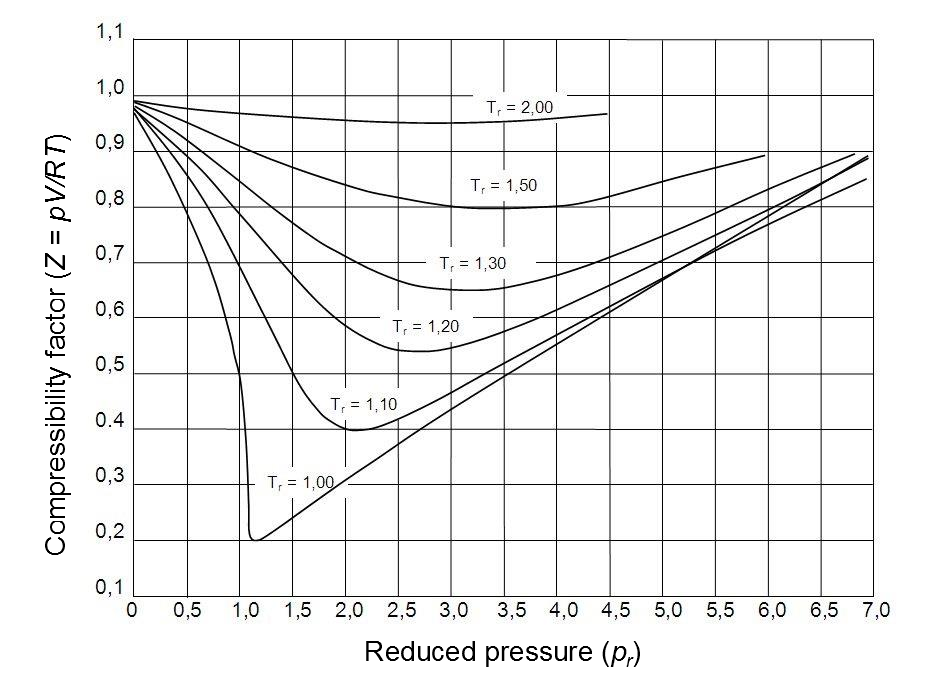 1,1
1,0
0,9
0,8
0,7
0,6
0,5
0,4
0,3
0,2
0,1
Compressibility factor (Z = pV/RT)
Tr = 2,00
Tr = 1,50
Tr = 1,30
Tr = 1,20
Tr = 1,10
Tr = 1,00
0 0,5 1,0 1,5 2,0 2,5 3,0 3,5 4,0 4,5 5,0 5,5 6,0 6,5 7,0
Reduced pressure (pr)